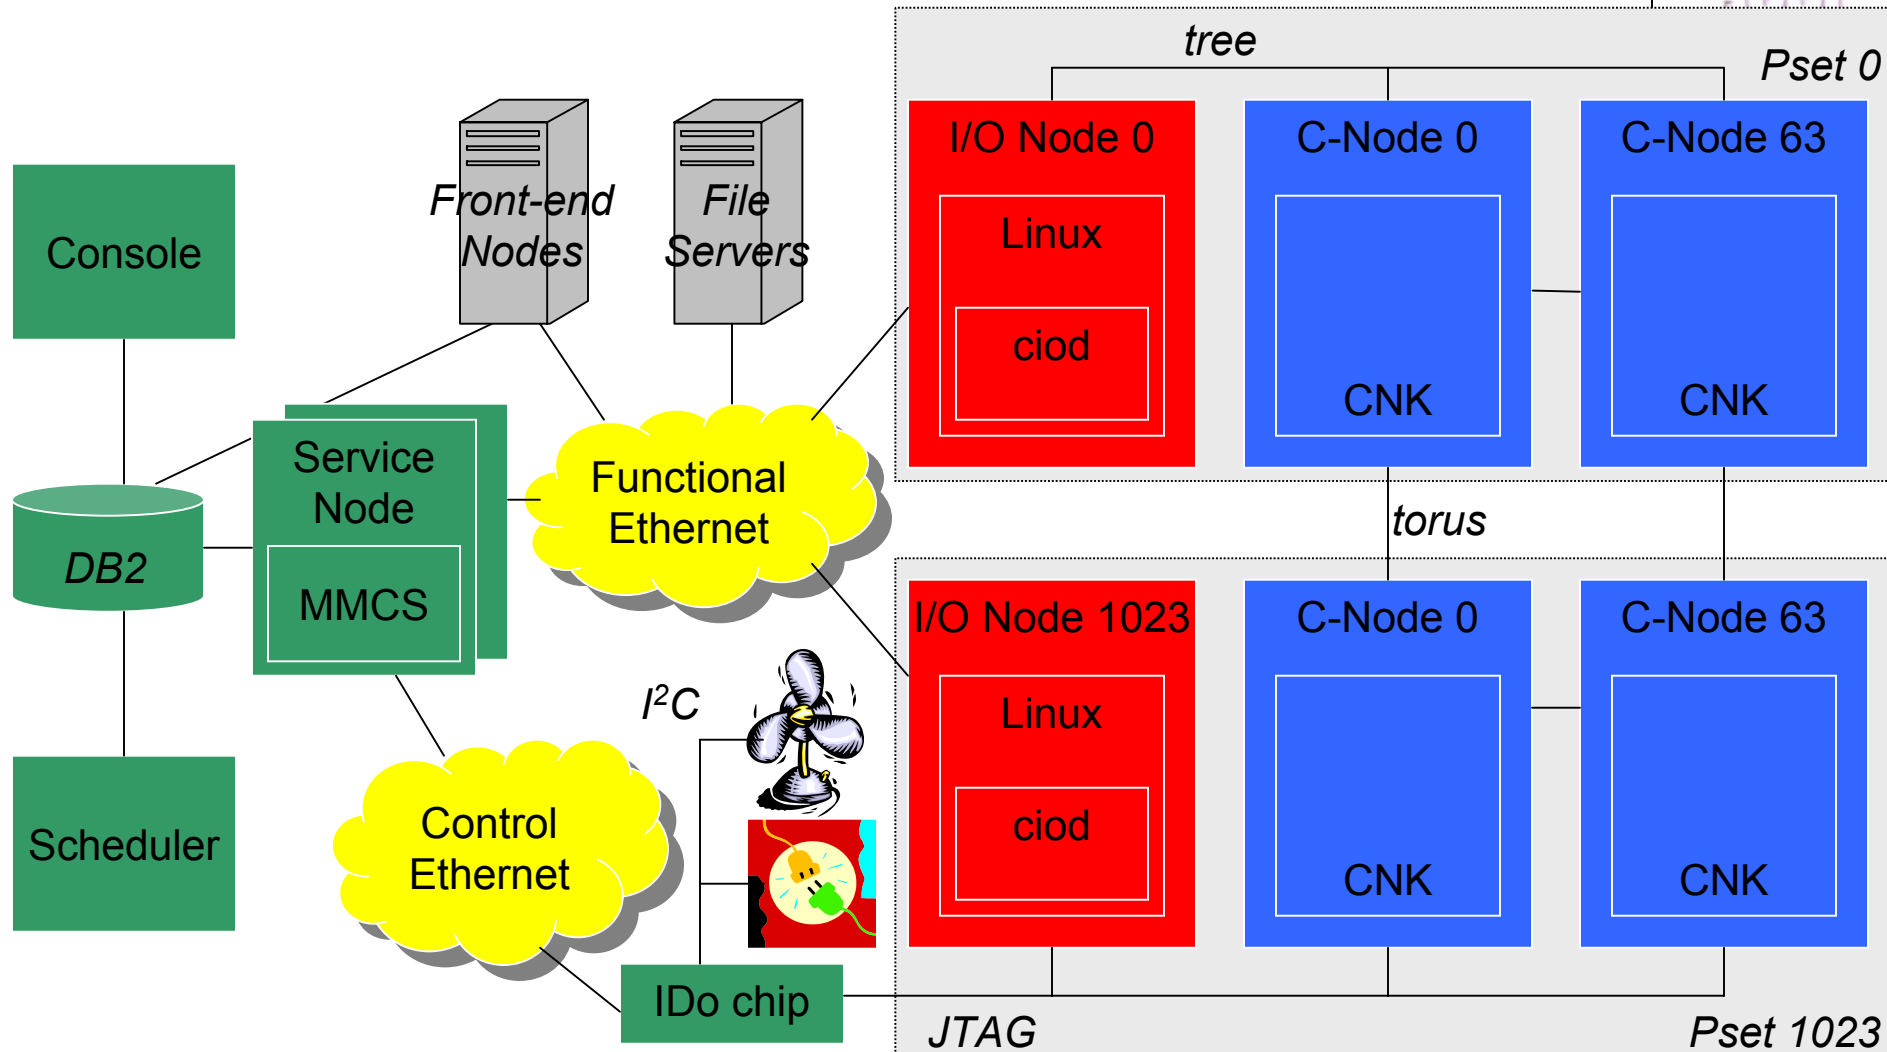 tree
Pset 0
I/O Node 0
C-Node 0
C-Node 63
Front-end
Nodes
File
Servers
Console
Linux
ciod
CNK
CNK
Service
Node
MMCS
Functional
Ethernet
torus
DB2
I/O Node 1023
C-Node 0
C-Node 63
I²C
Linux
ciod
CNK
CNK
Scheduler
Control
Ethernet
IDo chip
JTAG
Pset 1023